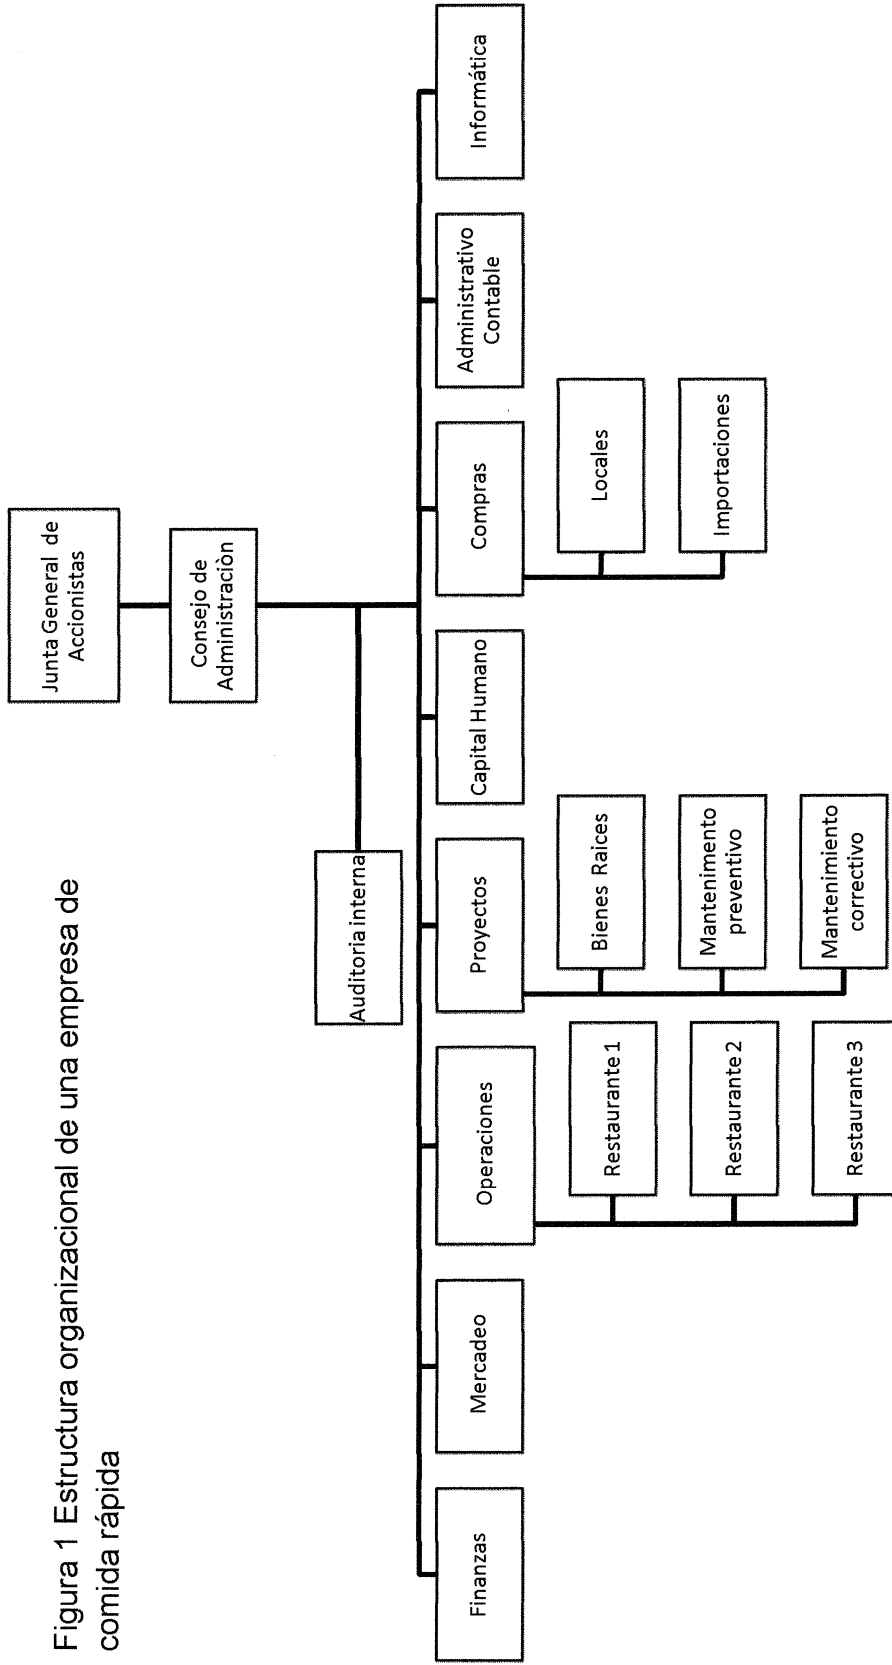 Figura 1 Estructura organizacional de una empresa de
comida rápida
Junta General de
Accionistas
Consejo de
Administraciòn
Auditoria interna
Finanzas
Mercadeo
Operaciones
Proyectos
Capital Humano
Compras
Administrativo
Contable
Informática
Restaurante 1
Restaurante 2
Restaurante 3
Bienes Raíces
Mantenimento
preventivo
Mantenimiento
correctivo
Locales
Importaciones